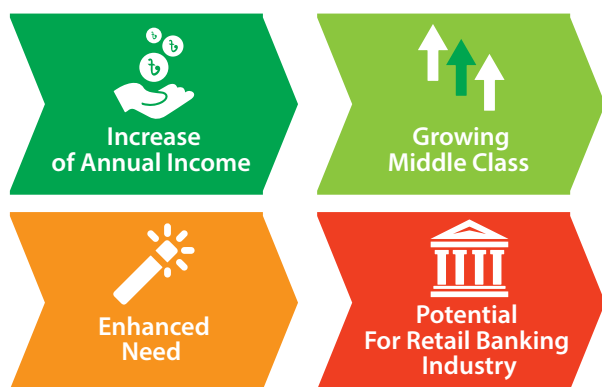 ৳
৳
৳
Increase
of Annual Income
Growing
Middle Class
Enhanced
Need
Potential
For Retail Banking
Industry